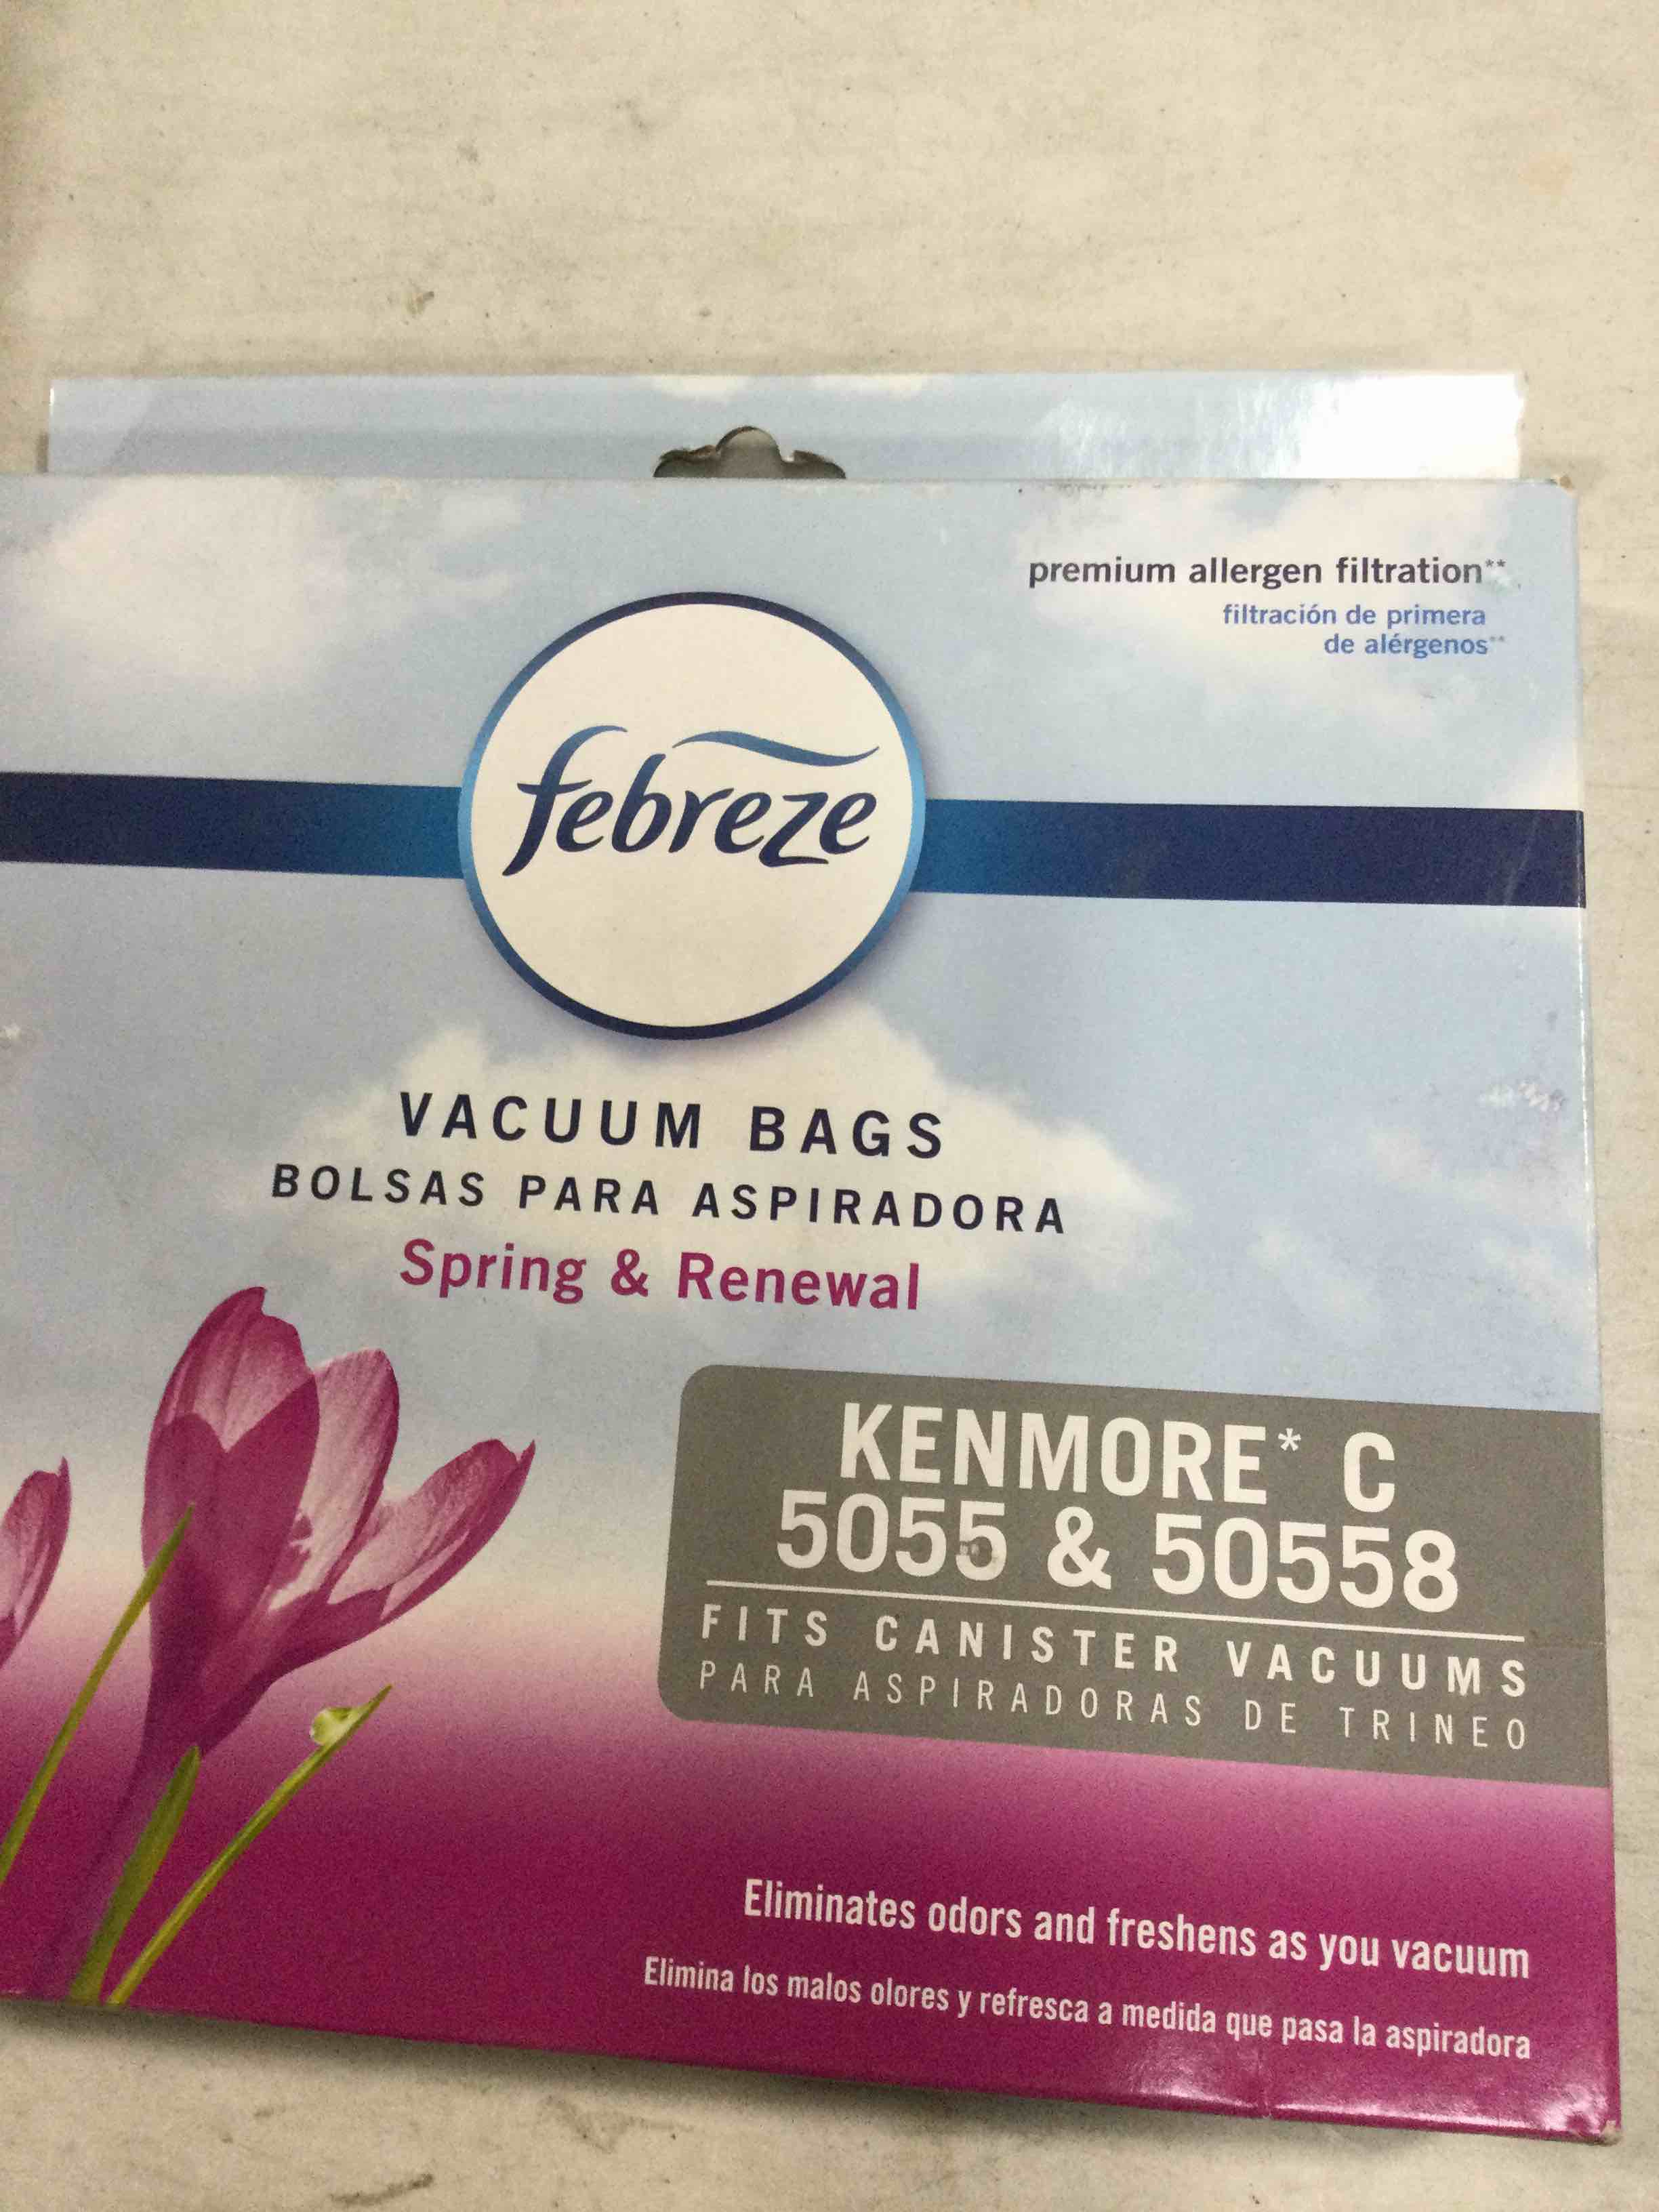 premium allergen filtration**
filtración de primera
de alérgenos**
febreze
VACUUM BAGS
BOLSAS PARA ASPIRADORA
Spring & Renewal
KENMORE* C
5055 & 50558
FITS CANISTER VACUUMS
PARA ASPIRADORAS DE TRINEO
Eliminates odors and freshens as you vacuum
Elimina los malos olores y refresca a medida que pasa la aspiradora